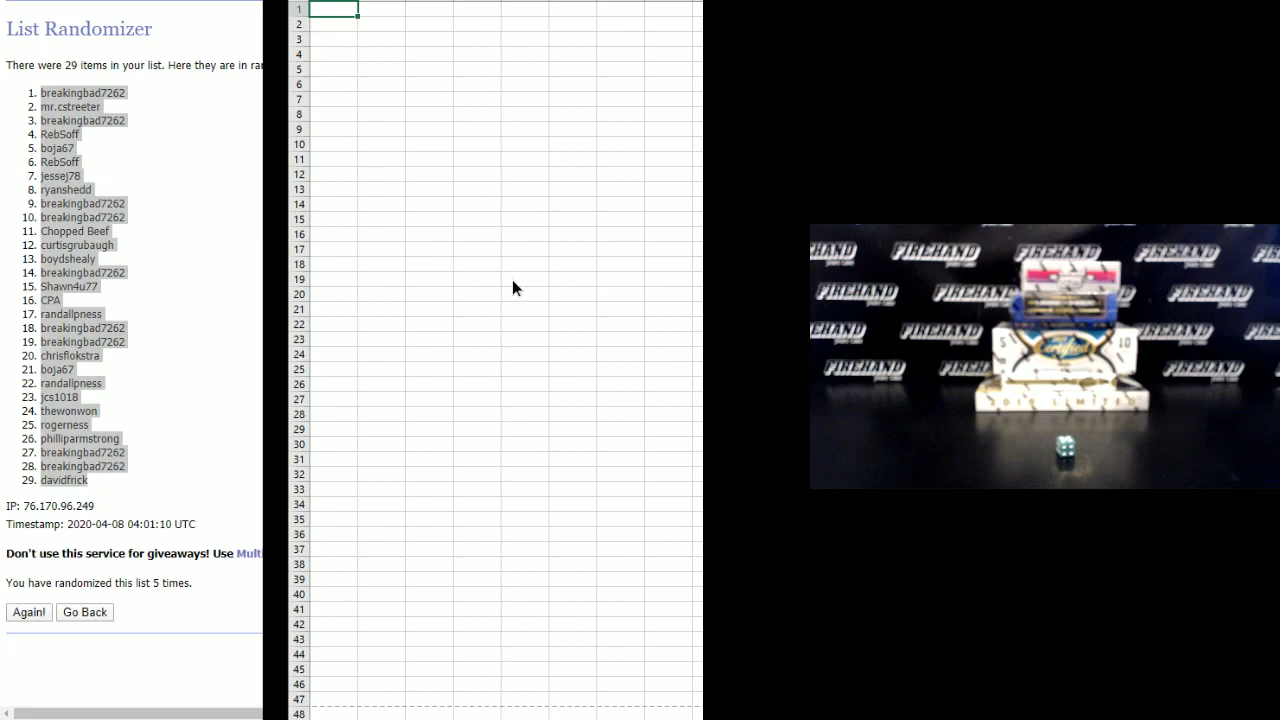 List Randomizer
There were 29 items in your list. Here they are in
1. breakingbad7262
2. mr.cstreeter
3. breakingbad7262
4. RebSoff
5. boja67
6. RebSoff
7. jessej78
8. ryanshedd
9. breakingbad7262
10. breakingbad7262
11. Chopped Beef
12. curtisgrubaugh
13. boydshealy
14. breakingbad7262
15. Shawn4u77
16. CPA
17. randallpness
18. breakingbad7262
19. breakingbad7262
20. chrisflokstra
21. boja67
22. randallpness
23. jcs1018
24. thewonwon
25. rogerness
26. philliparmstrong
27. breakingbad7262
28. breakingbad7262
29. davidfrick
IP: 76.170.96.249
Timestamp: 2020-04-08 04:01:10 UTC
Don't use this service for giveaways! Use
You have randomized this list 5 times.
Again! Go Back
1
2
3
4
5
6
7
8
9
10
11
12
13
14
15
16
17
18
19
20
21
22
23
24
25
26
27
28
29
30
31
32
33
34
35
36
37
38
39
40
41
42
43
44
45
46
47
48
FIREHAND FIREHAND FIREHAND
FIREHAND FIREHAND FIREHAND
FIREHAND FIREHAND
FIREHAND FIREHAND
5 Certified 10
2019 LIMITED